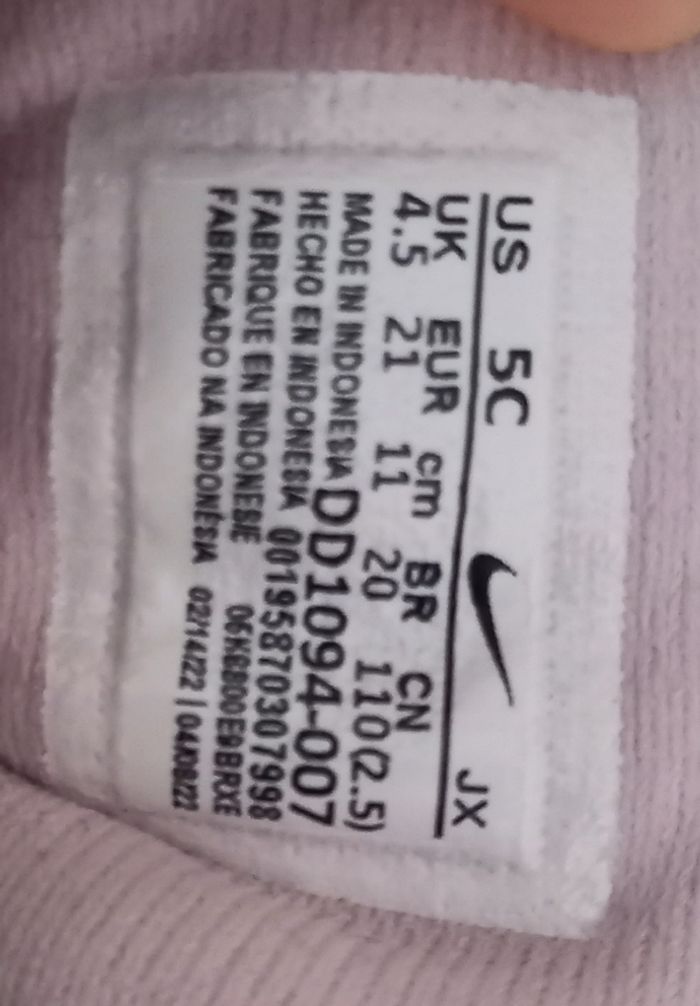 US 5C JX
UK EUR cm BR CN
4.5 21 11 20 110(2.5)
MADE IN INDONESIA DD1094-007
HECHO EN INDONESIA 00195870307998
FABRIQUE EN INDONESIE
FABRICADO NA INDONÉSIA 02/14/22 | 04/08/22